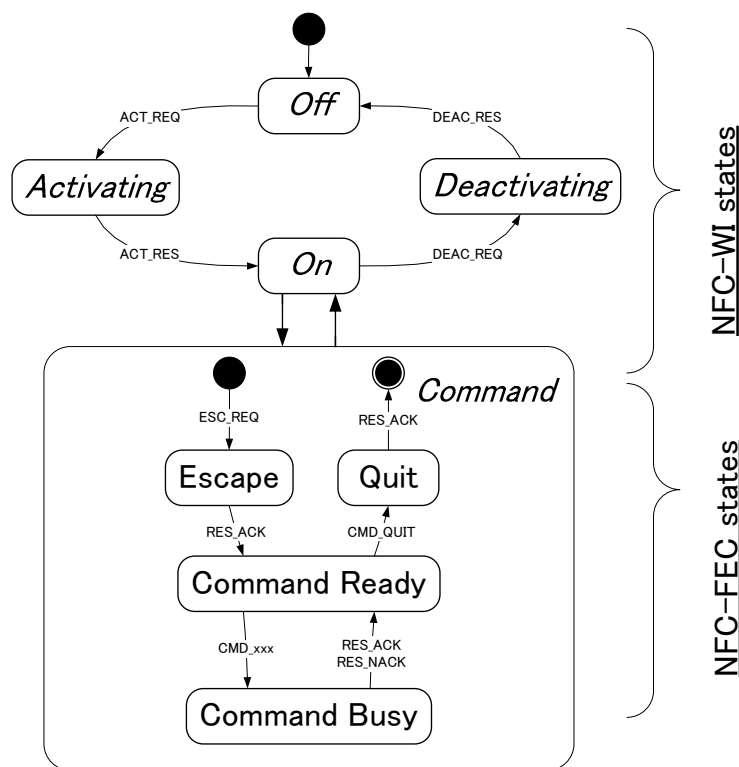 Off
ACT_REQ
DEAC_RES
Activating
Deactivating
ACT_RES
On
DEAC_REQ
NFC-WI states
Command
ESC_REQ
RES_ACK
Escape
Quit
RES_ACK
CMD_QUIT
Command Ready
CMD_xxx
RES_ACK
RES_NACK
Command Busy
NFC-FEC states